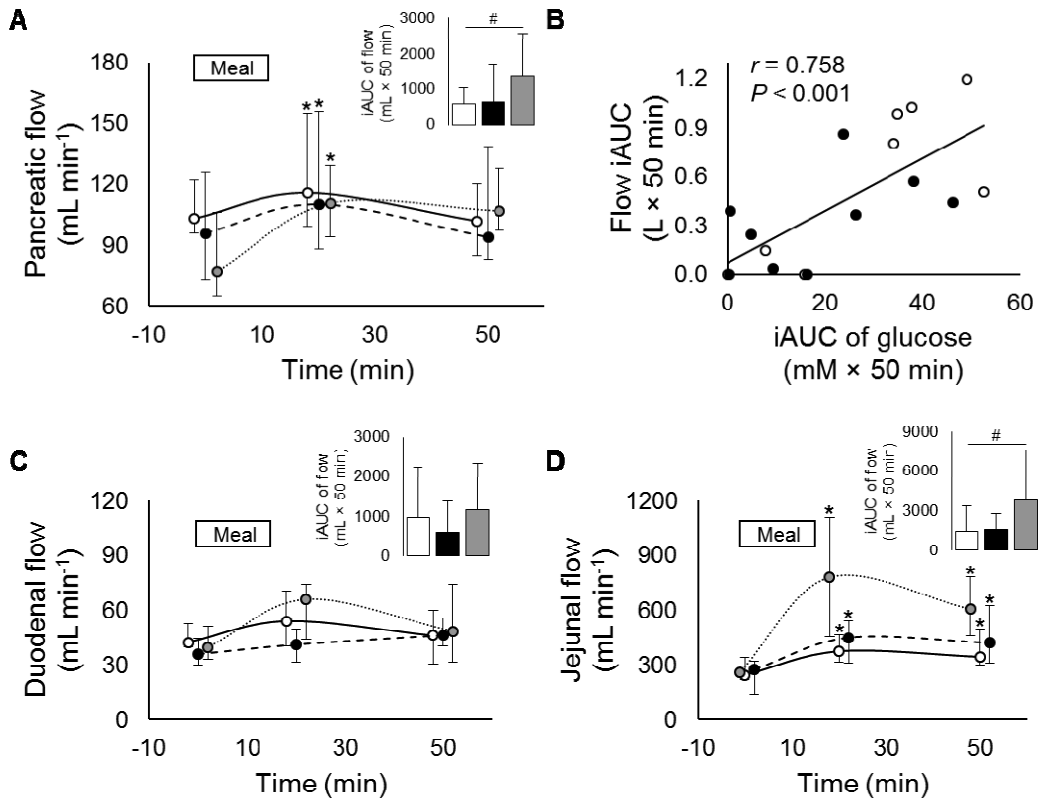 A
Pancreatic flow
(mL min-1)
180
150
120
90
60
Meal
* *
*
-10
10
30
50
Time (min)
iAUC of flow
(mL × 50 min)
3000
2000
1000
0
#
B
Flow iAUC
(L × 50 min)
1.2
0.9
0.6
0.3
0.0
r = 0.758
P < 0.001
0
20
40
60
iAUC of glucose
(mM × 50 min)
C
Duodenal flow
(mL min-1)
120
90
60
30
0
Meal
-10
10
30
50
Time (min)
iAUC of flow
(mL × 50 min)
3000
2000
1000
0
D
Jejunal flow
(mL min-1)
1200
900
600
300
0
Meal
*
* *
*
* *
-10
10
30
50
Time (min)
iAUC of flow
(mL × 50 min)
9000
6000
3000
0
#